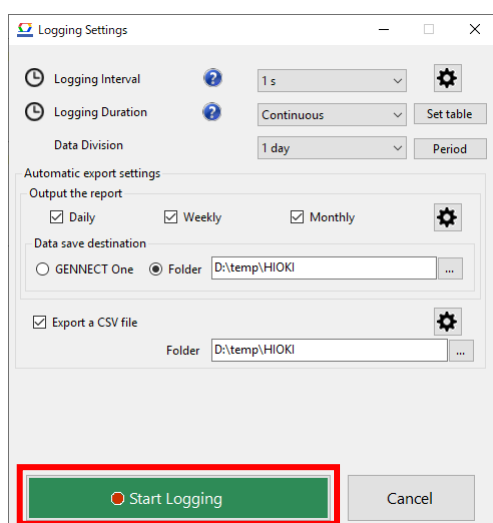 Logging Settings
Logging Interval ? 1 s
Logging Duration ? Continuous Set table
Data Division 1 day Period
Automatic export settings
Output the report
Daily Weekly Monthly
Data save destination
GENNECT One Folder D:\temp\HIOKI ...
Export a CSV file
Folder D:\temp\HIOKI ...
Start Logging Cancel